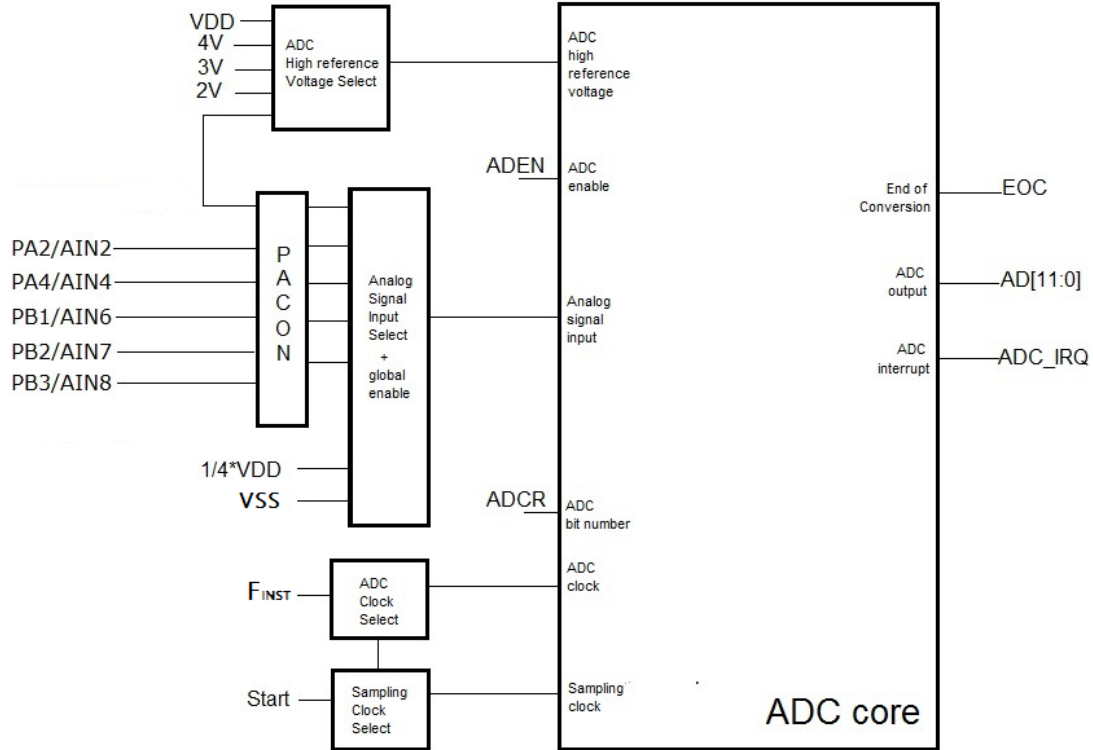 VDD
4V
3V
2V
ADC
High reference
Voltage Select
ADC
high
reference
voltage
ADEN
ADC
enable
End of
Conversion
EOC
PA2/AIN2
PA4/AIN4
PB1/AIN6
PB2/AIN7
PB3/AIN8
P
A
C
O
N
Analog
Signal
Input
Select
+
global
enable
Analog
signal
input
ADC
output
AD[11:0]
ADC
interrupt
ADC_IRQ
1/4*VDD
VSS
ADCR
ADC
bit number
FINST
ADC
Clock
Select
ADC
clock
Start
Sampling
Clock
Select
Sampling
clock
ADC core